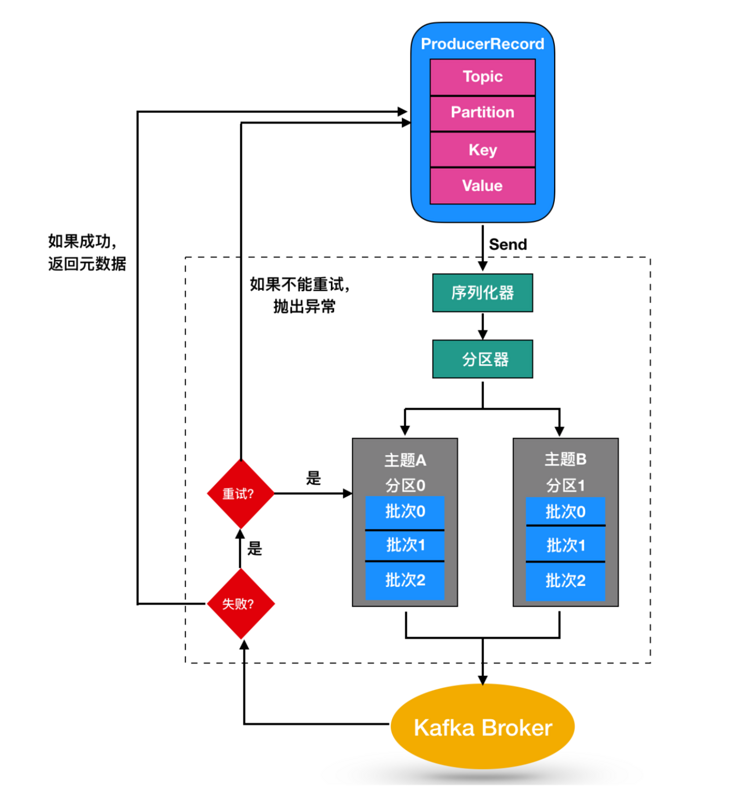 ProducerRecord
Topic
Partition
Key
Value
Send
如果成功，
返回元数据
如果不能重试，
抛出异常
序列化器
分区器
主题A
分区0
批次0
批次1
批次2
主题B
分区1
批次0
批次1
批次2
重试?
是
是
失败?
Kafka Broker